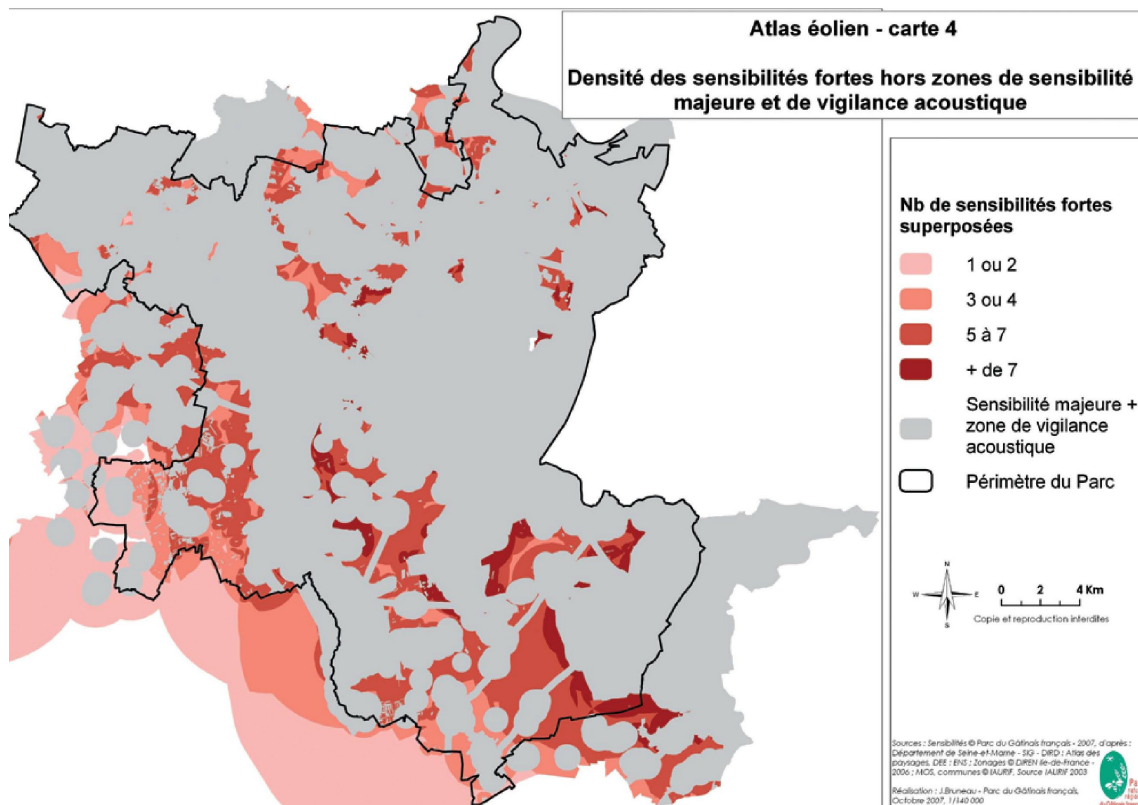 Atlas éolien - carte 4
Densité des sensibilités fortes hors zones de sensibilité
majeure et de vigilance acoustique
Nb de sensibilités fortes
superposées
1 ou 2
3 ou 4
5 à 7
+ de 7
Sensibilité majeure +
zone de vigilance
acoustique
Périmètre du Parc
N
W E
S
0 2 4 Km
Copie et reproduction interdites
Sources : Sensibilités © Parc du Gâtinais français - 2007, d'après :
Département de Seine-et-Marne - SIG - DIRD : Atlas des
paysages, DEE : ENS ; Zonages © DIREN Ile-de-France -
2006 ; MOS, communes © IAURIF, Source IAURIF 2003
Réalisation : J.Bruneau - Parc du Gâtinais français,
Octobre 2007, 1/140 000